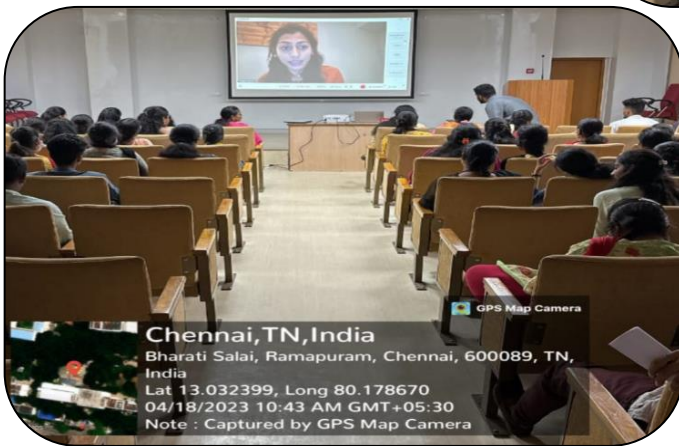 GPS Map Camera
Chennai,TN,India
Bharati Salai, Ramapuram, Chennai, 600089, TN,
India
Lat 13.032399, Long 80.178670
04/18/2023 10:43 AM GMT+05:30
Note : Captured by GPS Map Camera